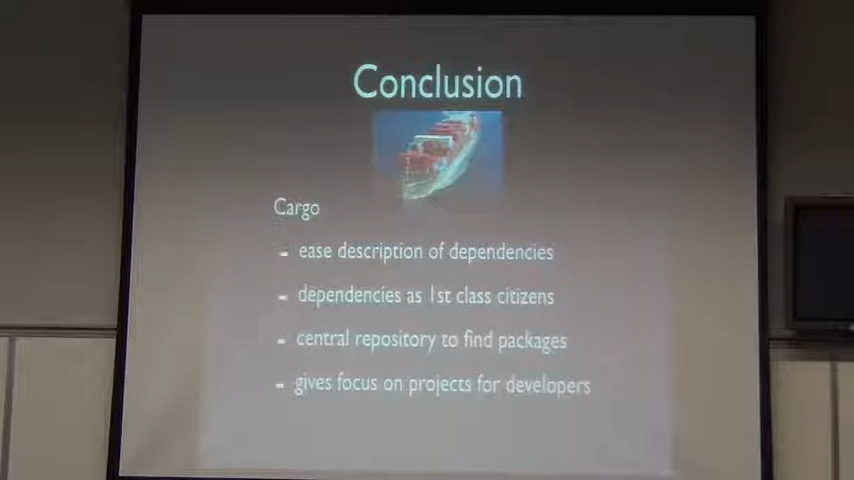 Conclusion
Cargo
- ease description of dependencies
- dependencies as 1st class citizens
- central repository to find packages
- gives focus on projects for developers